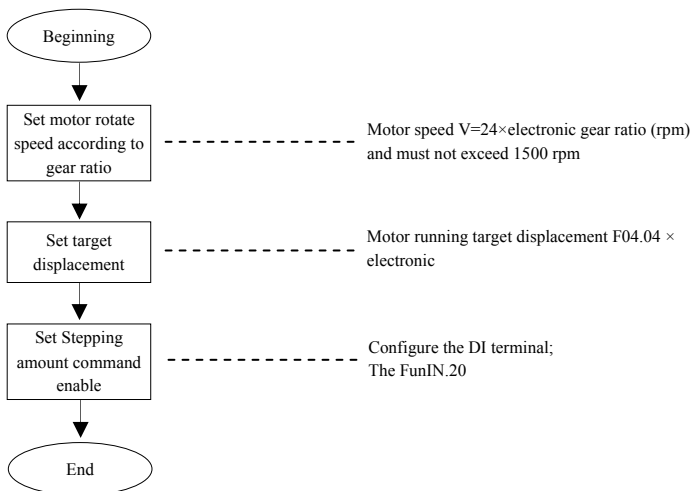 Beginning
Set motor rotate
speed according to
gear ratio
Motor speed V=24×electronic gear ratio (rpm)
and must not exceed 1500 rpm
Set target
displacement
Motor running target displacement F04.04 ×
electronic
Set Stepping
amount command
enable
Configure the DI terminal;
The FunIN.20
End